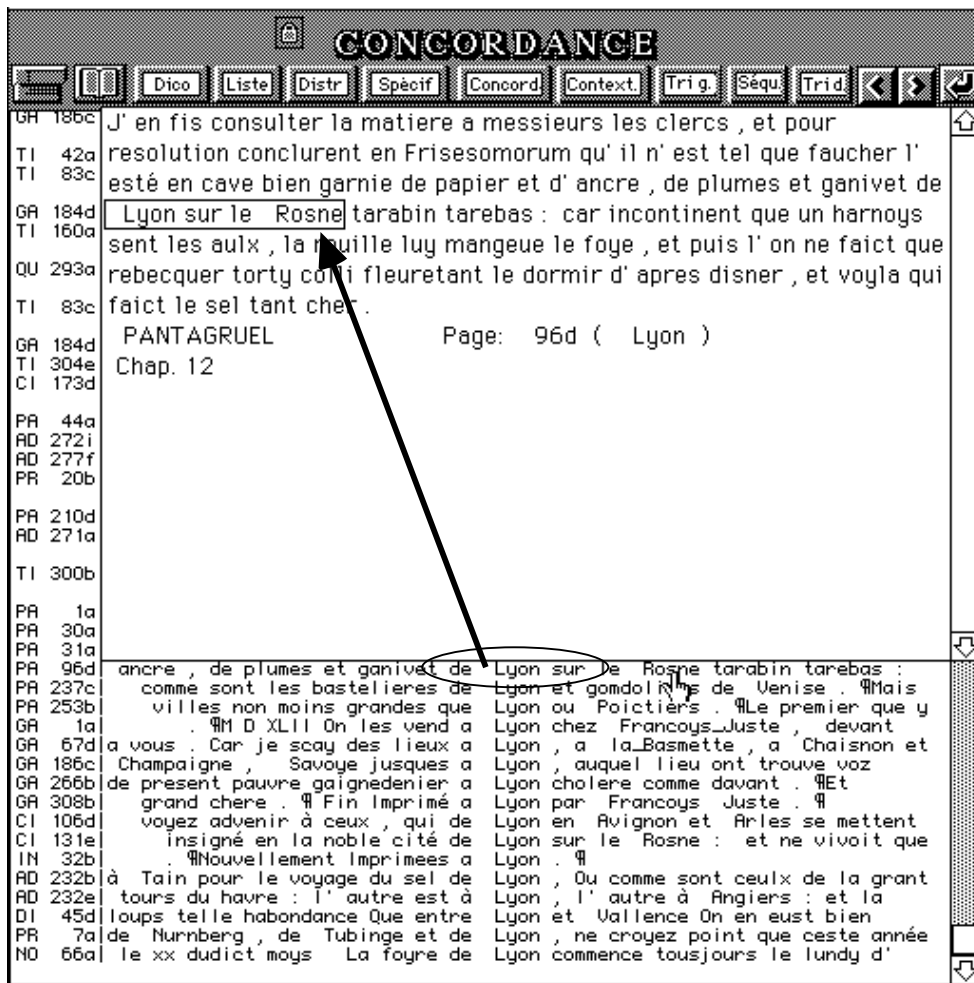 CONCORDANCE
Dico Liste Distr Spécif Concord. Context. Tri g. Séqu. Tri d.
GA 186c
TI 42a
TI 83c
GA 184d
TI 160a
QU 293a
TI 83c
GA 184d
TI 304e
CI 173d
PA 44a
AD 272i
AD 277f
PR 20b
PA 210d
AD 271a
TI 300b
PA 1a
PA 30a
PA 31a
J' en fis consulter la matiere a messieurs les clercs , et pour
resolution conclurent en Frisesomorum qu' il n' est tel que faucher l'
esté en cave bien garnie de papier et d' ancre , de plumes et ganivet de
Lyon sur le Rosne tarabin tarebas : car incontinent que un harnoys
sent les aulx , la rouille luy mangeue le foye , et puis l' on ne faict que
rebecquer torty colli fleuretant le dormir d' apres disner , et voyla qui
faict le sel tant cher .
PANTAGRUEL Page: 96d ( Lyon )
Chap. 12
PA 96d| ancre , de plumes et ganivet de Lyon sur le Rosne tarabin tarebas :
PA 237c| comme sont les bastelieres de Lyon et gomdolines de Venise . ¶Mais
PA 253b| villes non moins grandes que Lyon ou Poictiers . ¶Le premier que y
GA 1a| . ¶M D XLII On les vend a Lyon chez Francoys_Juste , devant
GA 67d|a vous . Car je scay des lieux a Lyon , a la_Basmette , a Chaisnon et
GA 186c| Champaigne , Savoye jusques a Lyon , auquel lieu ont trouve voz
GA 266b|de present pauvre gaignedenier a Lyon cholere comme davant . ¶Et
GA 308b| grand chere . ¶ Fin Imprimé a Lyon par Francoys Juste . ¶
CI 106d| voyez advenir à ceux , qui de Lyon en Avignon et Arles se mettent
CI 131e| insigné en la noble cité de Lyon sur le Rosne : et ne vivoit que
IN 32b| . ¶Nouvellement Imprimees a Lyon . ¶
AD 232b|à Tain pour le voyage du sel de Lyon , Ou comme sont ceulx de la grant
AD 232e| tours du havre : l' autre est à Lyon , l' autre à Angiers : et la
DI 45d|loups telle habondance Que entre Lyon et Vallence On en eust bien
PR 7a|de Nurnberg , de Tubinge et de Lyon , ne croyez point que ceste année
NO 66a| le xx dudict moys La foyre de Lyon commence tousjours le lundy d'